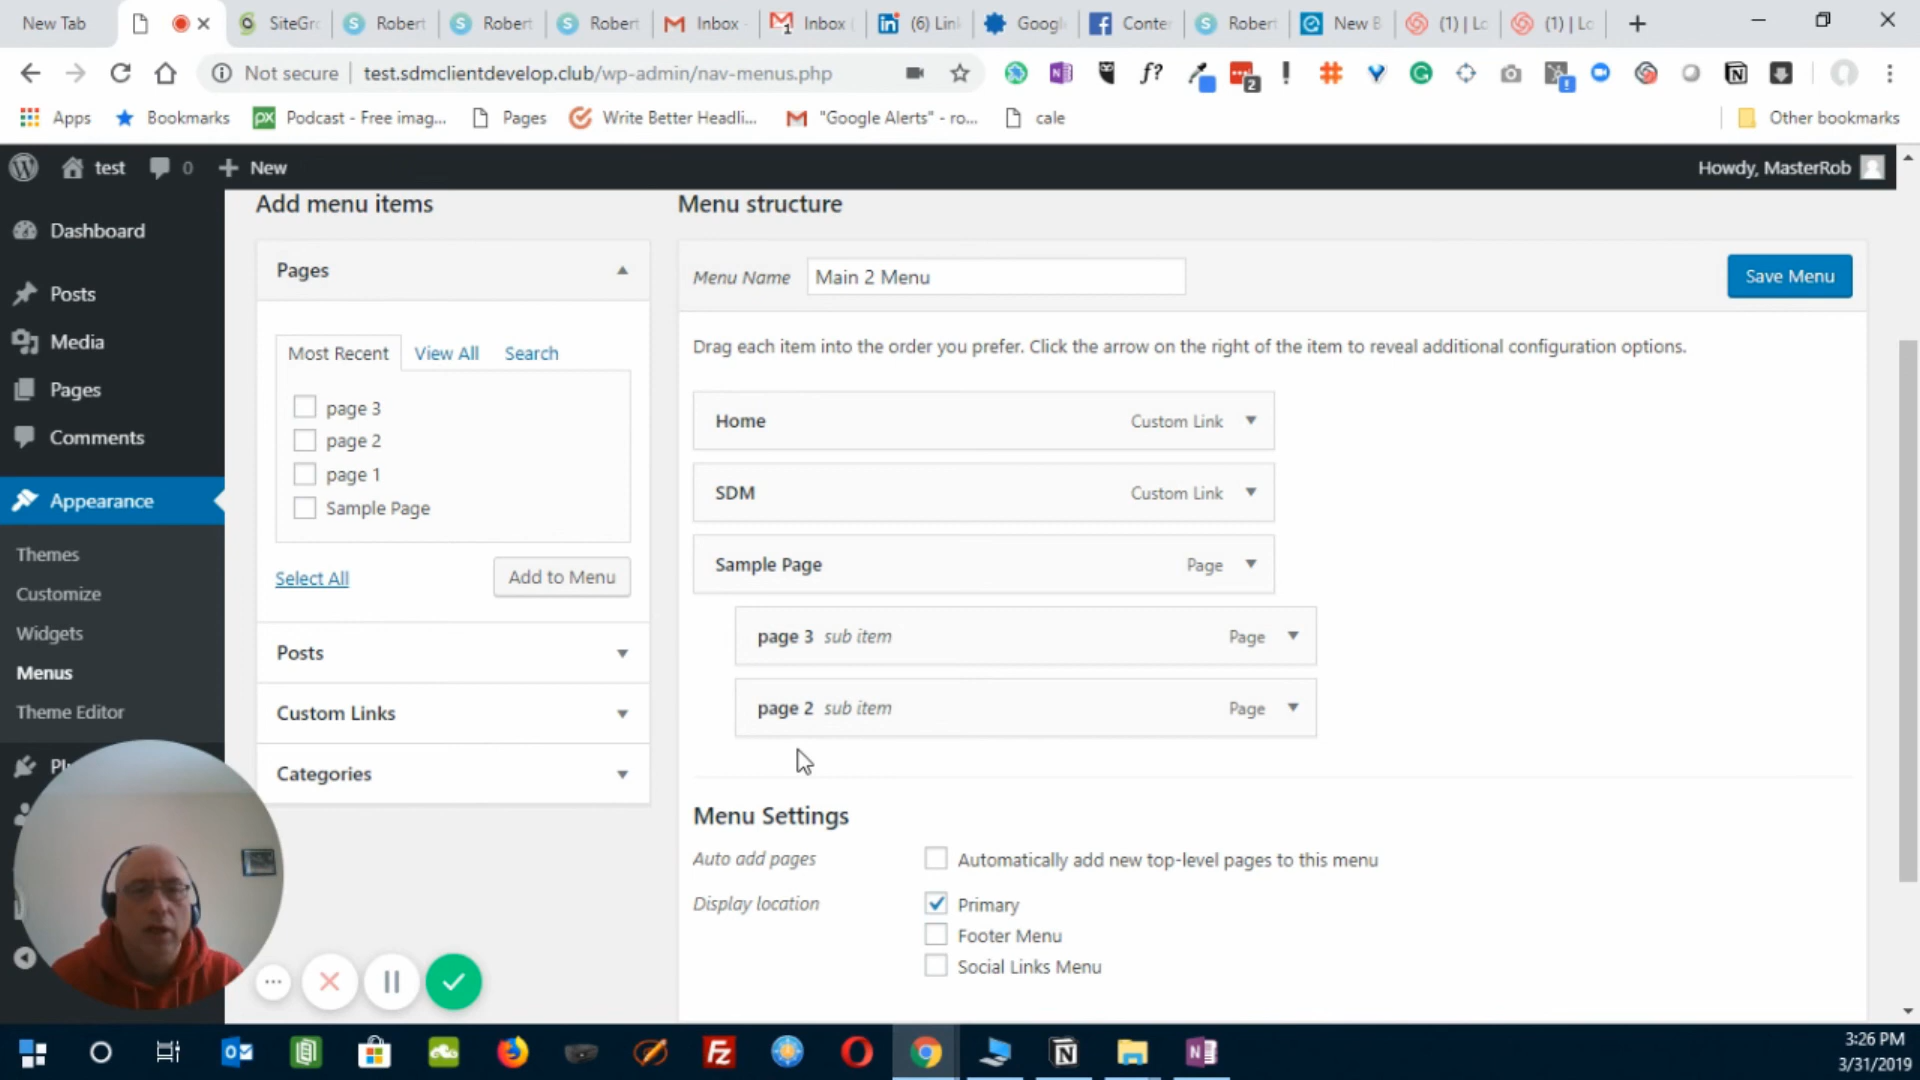 New Tab
SiteGr
Robert
Robert
Robert
Inbox -
Inbox (
(6) Lin
Googl
Conte
Robert
New B
(1) | Lo
(1) | Lo
Not secure | test.sdmclientdevelop.club/wp-admin/nav-menus.php
f?
2
Apps
Bookmarks
px
Podcast - Free imag...
Pages
Write Better Headli...
"Google Alerts" - ro...
cale
Other bookmarks
test
0
New
Howdy, MasterRob
Dashboard
Posts
Media
Pages
Comments
Appearance
Themes
Customize
Widgets
Menus
Theme Editor
Add menu items
Pages
Most Recent
View All
Search
page 3
page 2
page 1
Sample Page
Select All
Add to Menu
Posts
Custom Links
Categories
Menu structure
Menu Name
Main 2 Menu
Save Menu
Drag each item into the order you prefer. Click the arrow on the right of the item to reveal additional configuration options.
Home
Custom Link
SDM
Custom Link
Sample Page
Page
page 3 sub item
Page
page 2 sub item
Page
Menu Settings
Auto add pages
Automatically add new top-level pages to this menu
Display location
Primary
Footer Menu
Social Links Menu
3:26 PM
3/31/2019